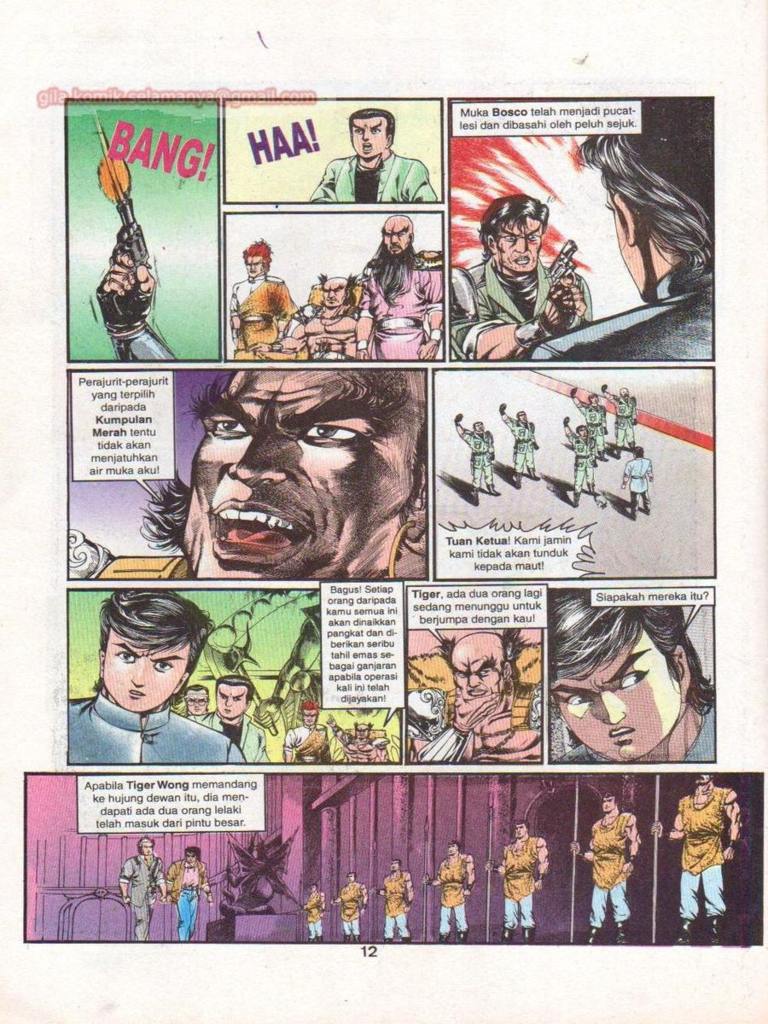 gila.komik.selamanya@gmail.com
BANG!
HAA!
Muka Bosco telah menjadi pucat-
lesi dan dibasahi oleh peluh sejuk.
Perajurit-perajurit
yang terpilih
daripada
Kumpulan
Merah tentu
tidak akan
menjatuhkan
air muka aku!
Tuan Ketua! Kami jamin
kami tidak akan tunduk
kepada maut!
Bagus! Setiap
orang daripada
kamu semua ini
akan dinaikkan
pangkat dan di-
berikan seribu
tahil emas se-
bagai ganjaran
apabila operasi
kali ini telah
dijayakan!
Tiger, ada dua orang lagi
sedang menunggu untuk
berjumpa dengan kau!
Siapakah mereka itu?
Apabila Tiger Wong memandang
ke hujung dewan itu, dia men-
dapati ada dua orang lelaki
telah masuk dari pintu besar.
12